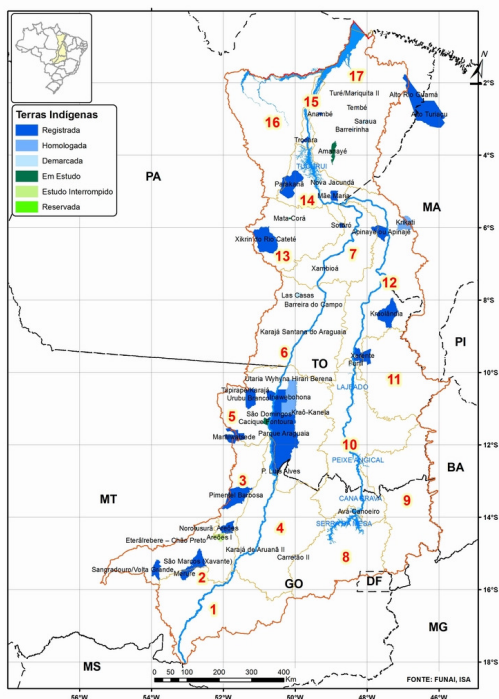 17
2°S
Turé/Mariquita II
Alto Rio Guamá
15
Tembé
Anambé
Alto Turiaçu
16
Saraua
Barreirinha
Terras Indígenas
Registrada
Homologada
Demarcada
Em Estudo
Estudo Interrompido
Reservada
Trocará
Amanayé
4°S
TUCURUÍ
PA
Parakanã
Nova Jacundá
Mãe Maria
14
MA
Mata Corá
Sororó
Krikati
Apinayé
6°S
Xikrin do Rio Cateté
13
7
Xambioá
12
Las Casas
8°S
Barreira do Campo
Kraolândia
Karajá Santana do Araguaia
PI
6
TO
Xerente
Funil
Utaria Wyhyna Hirari Berena
11
10°S
Tapirapé/Karajá
LAJEADO
Urubu Branco
5
São Domingos
Kraô-Kanela
Cacique Fontoura
Parque Araguaia
Marãiwatsede
10
12°S
PEIXE ANGICAL
P. Luis Alves
BA
MT
3
Pimentel Barbosa
CANA BRAVA
9
Avá-Canoeiro
4
SERRA DA MESA
14°S
Areões
Areões I
Eterãirebere – Chão Preto
Karajá de Aruanã II
São Marcos (Xavante)
Carretão II
8
Sangradouro/Volta Grande
Merure
2
GO
DF
16°S
1
MG
MS
0 50 100 200 300 400
Km
FONTE: FUNAI, ISA
18°S
56°W
54°W
52°W
50°W
48°W
46°W